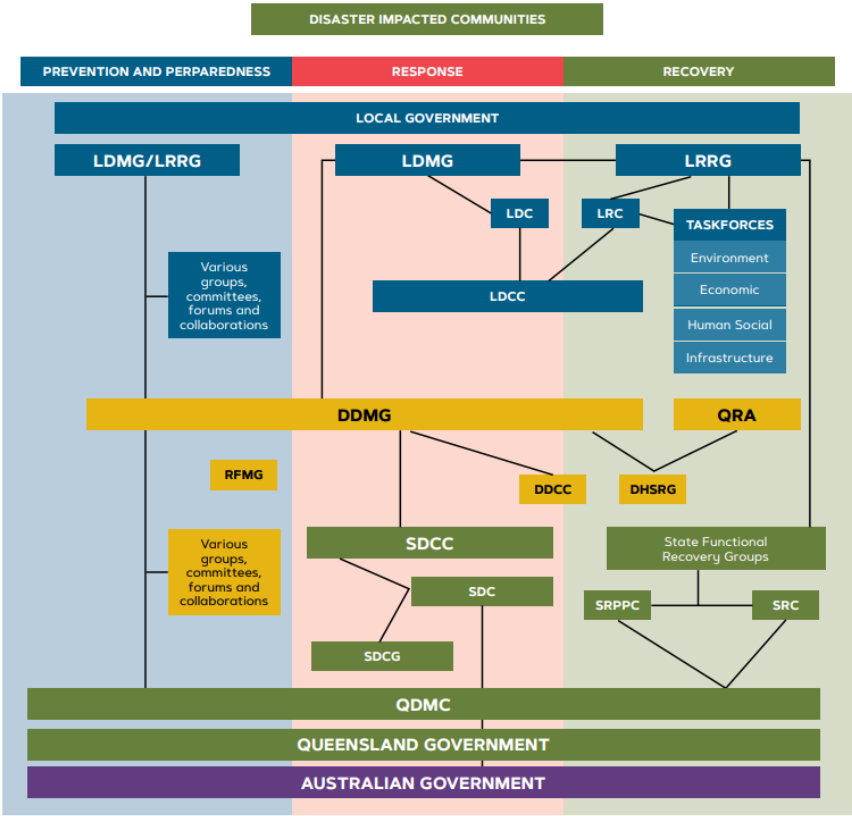 DISASTER IMPACTED COMMUNITIES
PREVENTION AND PERPAREDNESS
RESPONSE
RECOVERY
LOCAL GOVERNMENT
LDMG/LRRG
LDMG
LRRG
LDC
LRC
TASKFORCES
Environment
Economic
Human Social
Infrastructure
Various
groups,
committees,
forums and
collaborations
LDCC
DDMG
QRA
RFMG
DDCC
DHSRG
Various
groups,
committees,
forums and
collaborations
SDCC
State Functional
Recovery Groups
SDC
SRPPC
SRC
SDCG
QDMC
QUEENSLAND GOVERNMENT
AUSTRALIAN GOVERNMENT